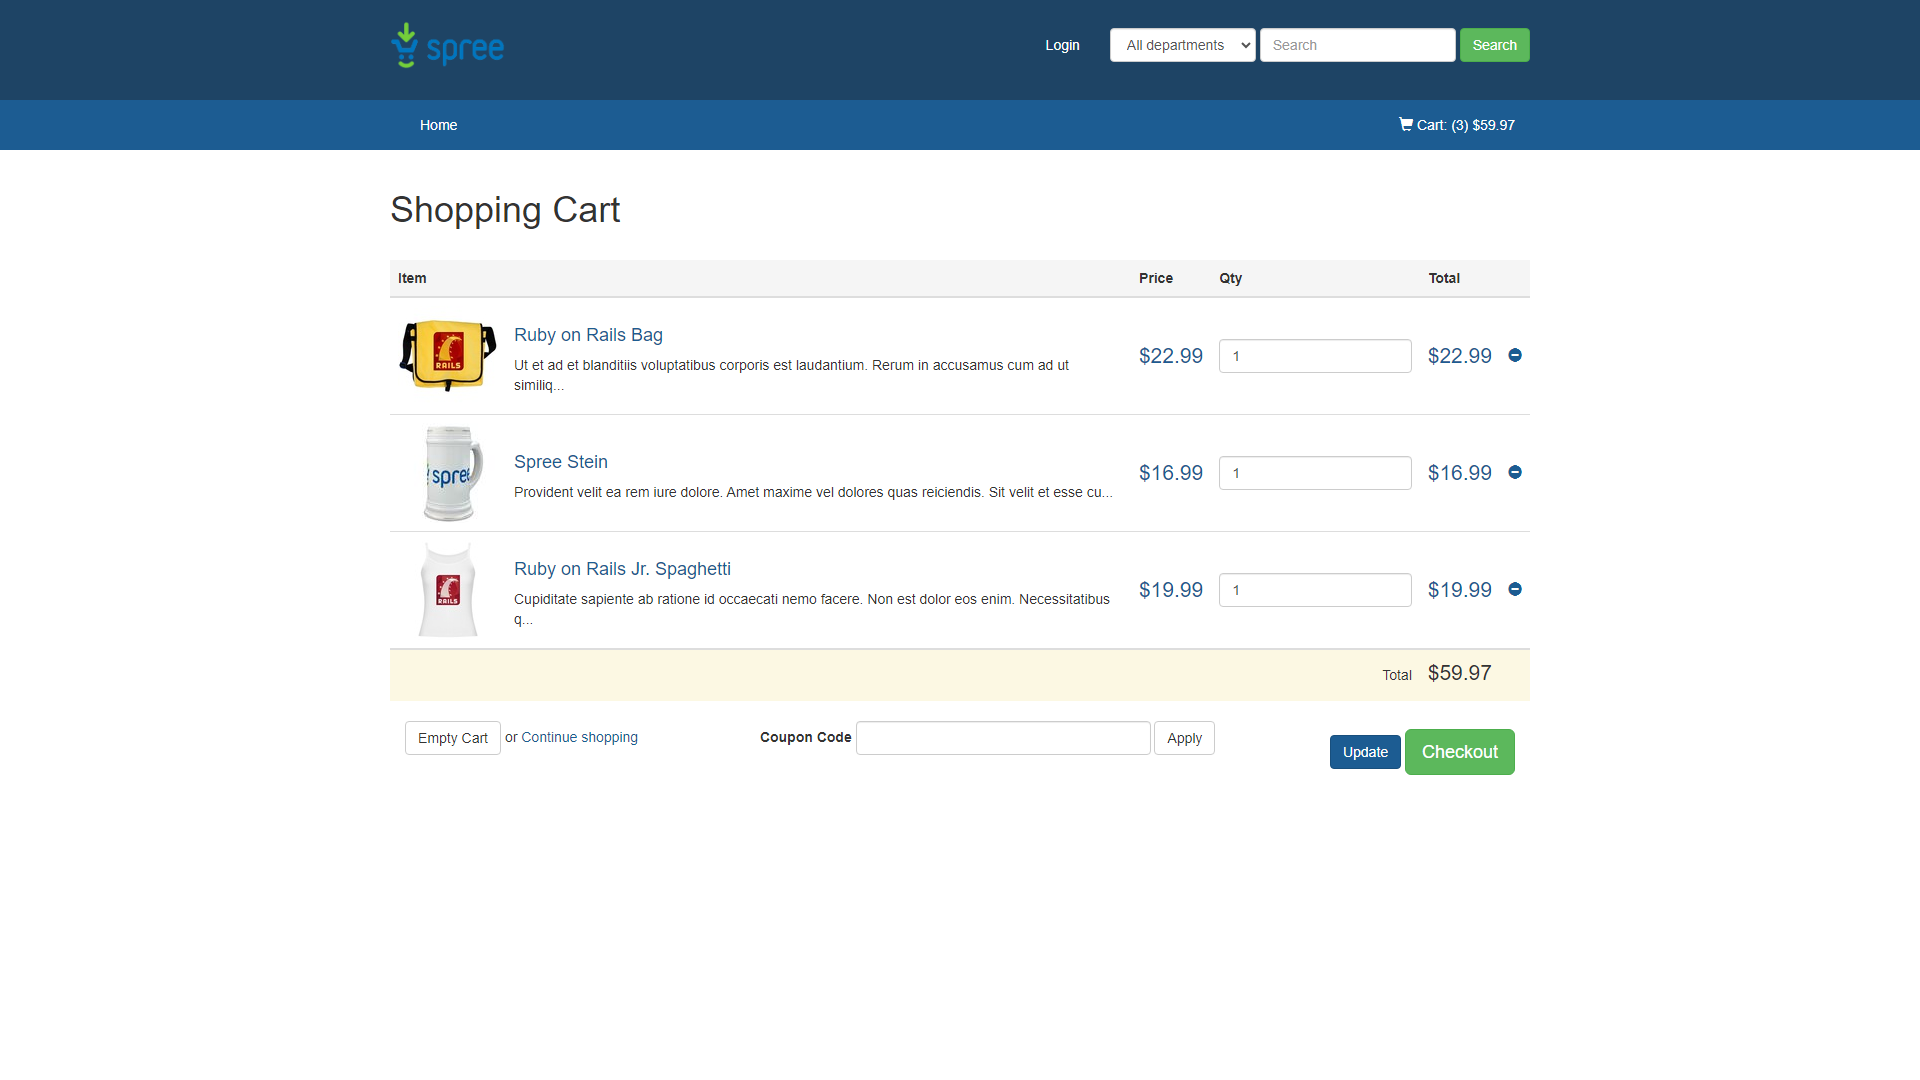 spree
Login
All departments
Search
Search
Home
Cart: (3) $59.97
Shopping Cart
Item Price Qty Total
RAILS
Ruby on Rails Bag
Ut et ad et blanditiis voluptatibus corporis est laudantium. Rerum in accusamus cum ad ut
similiq...
$22.99 1 $22.99
spree
Spree Stein
Provident velit ea rem iure dolore. Amet maxime vel dolores quas reiciendis. Sit velit et esse cu...
$16.99 1 $16.99
RAILS
Ruby on Rails Jr. Spaghetti
Cupiditate sapiente ab ratione id occaecati nemo facere. Non est dolor eos enim. Necessitatibus
q...
$19.99 1 $19.99
Total $59.97
Empty Cart or Continue shopping
Coupon Code
Apply
Update
Checkout